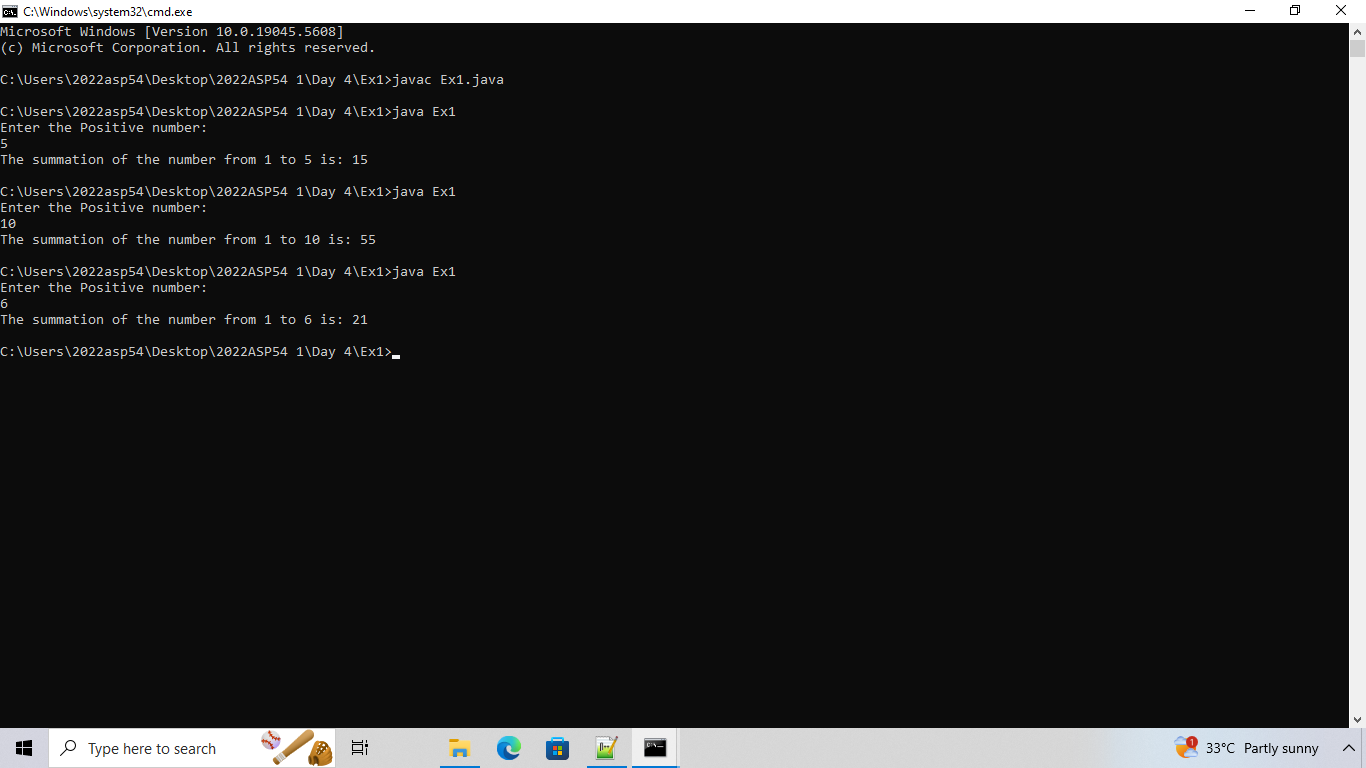 C:\Windows\system32\cmd.exe
Microsoft Windows [Version 10.0.19045.5608]
(c) Microsoft Corporation. All rights reserved.
C:\Users\2022asp54\Desktop\2022ASP54 1\Day 4\Ex1>javac Ex1.java
C:\Users\2022asp54\Desktop\2022ASP54 1\Day 4\Ex1>java Ex1
Enter the Positive number:
5
The summation of the number from 1 to 5 is: 15
C:\Users\2022asp54\Desktop\2022ASP54 1\Day 4\Ex1>java Ex1
Enter the Positive number:
10
The summation of the number from 1 to 10 is: 55
C:\Users\2022asp54\Desktop\2022ASP54 1\Day 4\Ex1>java Ex1
Enter the Positive number:
6
The summation of the number from 1 to 6 is: 21
C:\Users\2022asp54\Desktop\2022ASP54 1\Day 4\Ex1>
Type here to search
1
33°C Partly sunny